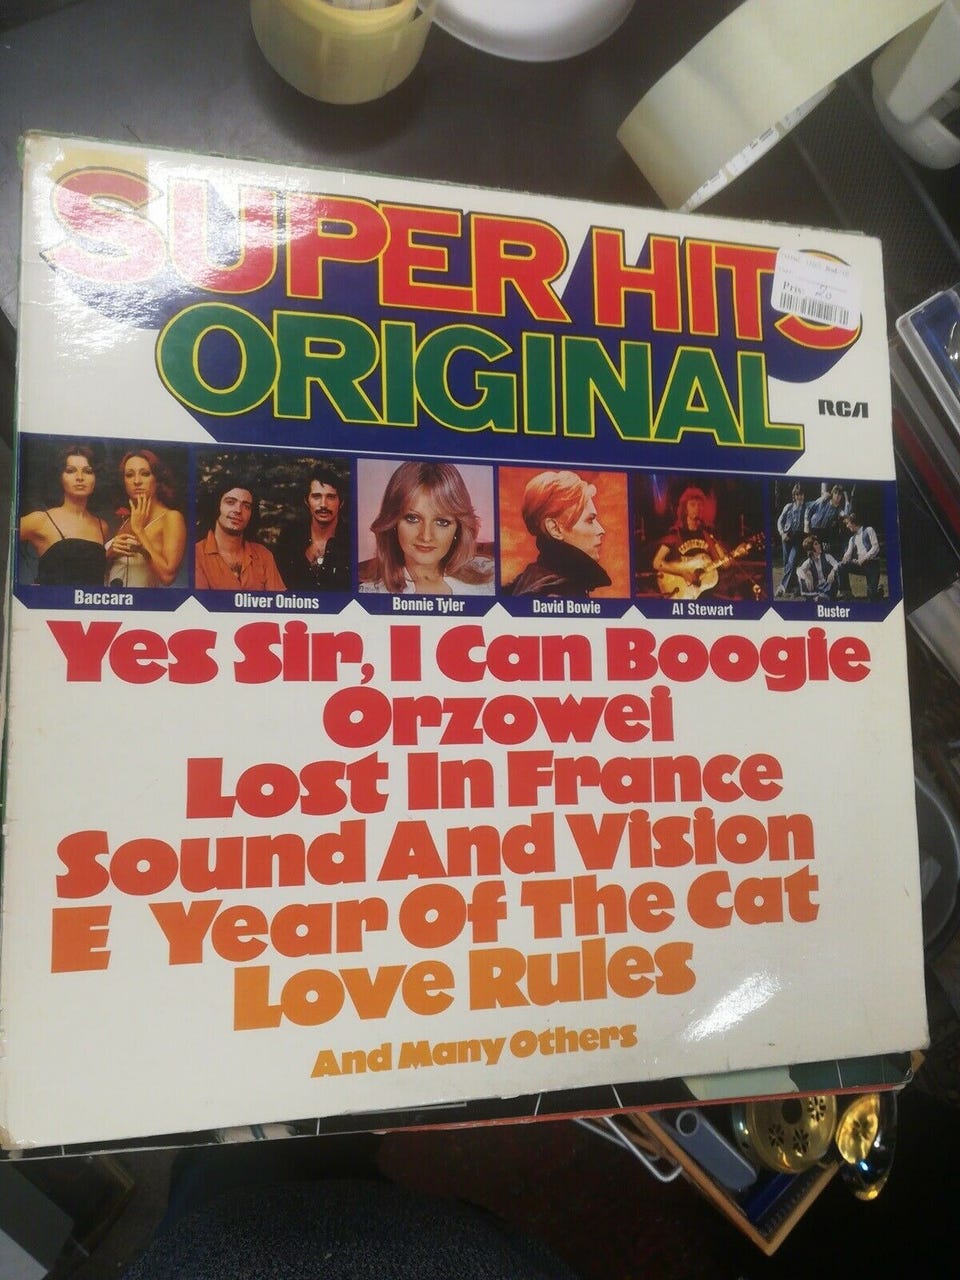 SUPER HITS
ORIGINAL
RCA
Baccara
Oliver Onions
Bonnie Tyler
David Bowie
Al Stewart
Buster
Yes Sir, I Can Boogie
Orzowei
Lost In France
Sound And Vision
E Year Of The Cat
Love Rules
And Many Others